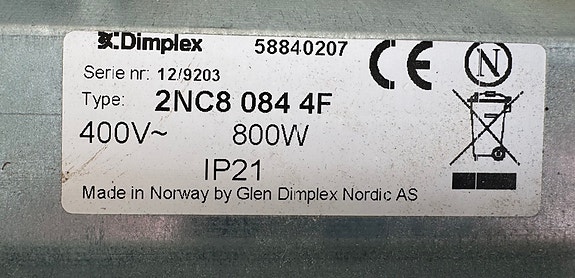 Dimplex 58840207
Serie nr: 12/9203
Type: 2NC8 084 4F
400V~ 800W
IP21
Made in Norway by Glen Dimplex Nordic AS
CE
N